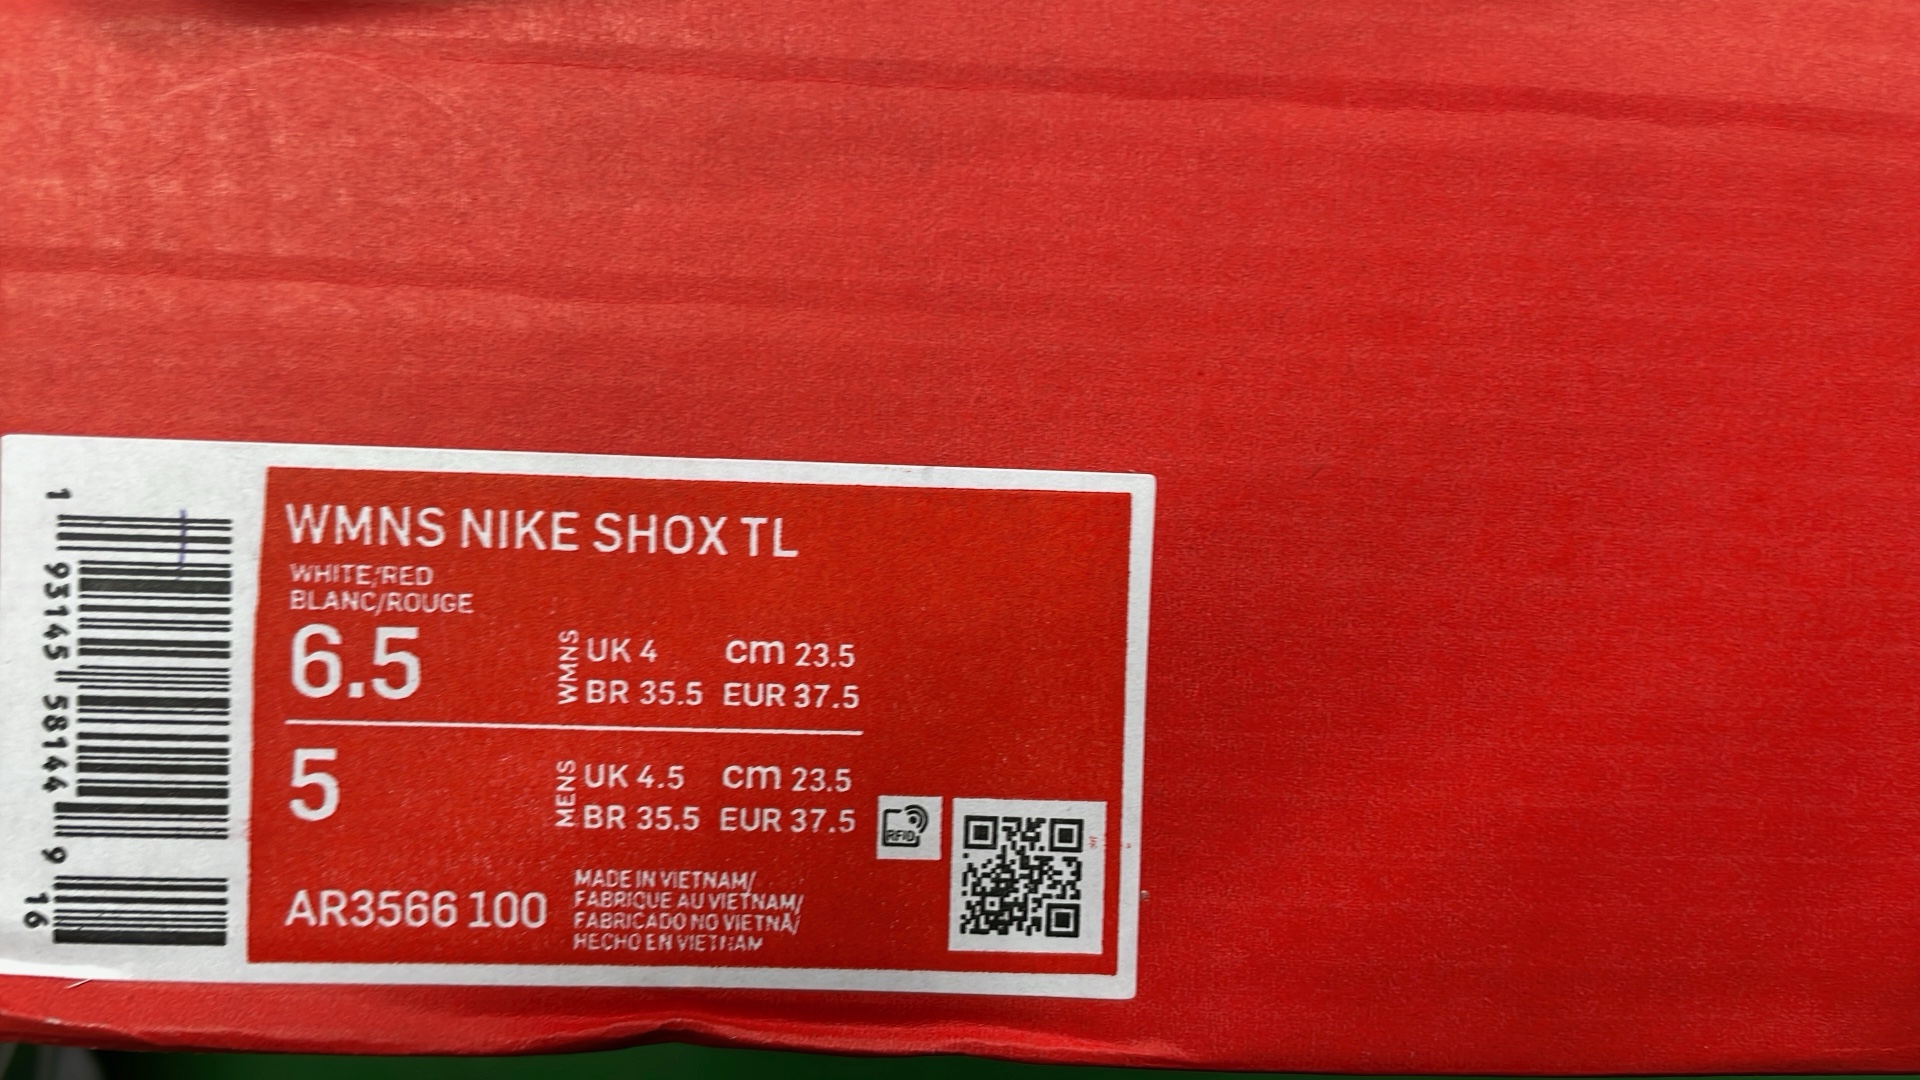 WMNS NIKE SHOX TL
WHITE/RED
BLANC/ROUGE
6.5
WMNS
UK 4 cm 23.5
BR 35.5 EUR 37.5
5
MENS
UK 4.5 cm 23.5
BR 35.5 EUR 37.5
RFID
AR3566 100
MADE IN VIETNAM/
FABRIQUE AU VIETNAM/
FABRICADO NO VIETNÃ/
HECHO EN VIETNAM
1 93145 58144 9 16